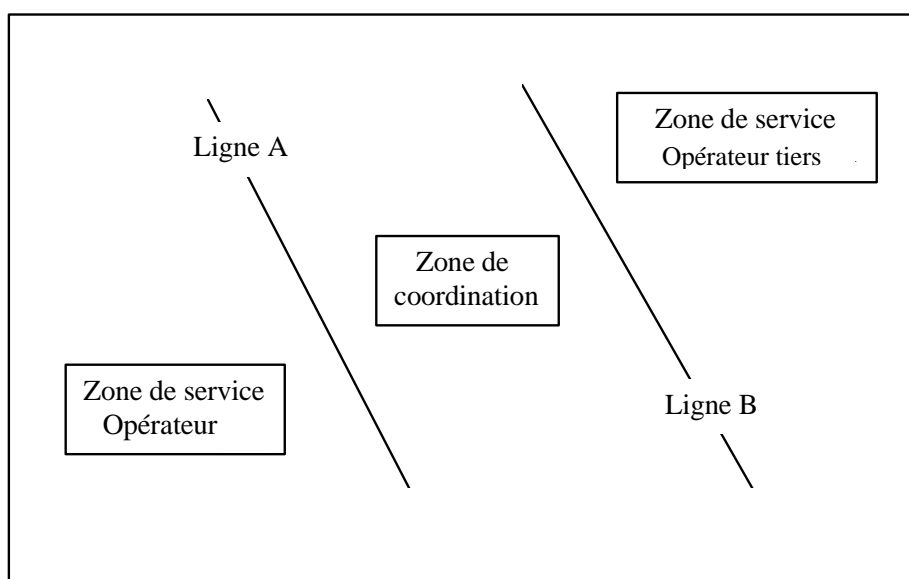 Zone de service
Opérateur tiers
Ligne A
Zone de
coordination
Zone de service
Opérateur
Ligne B